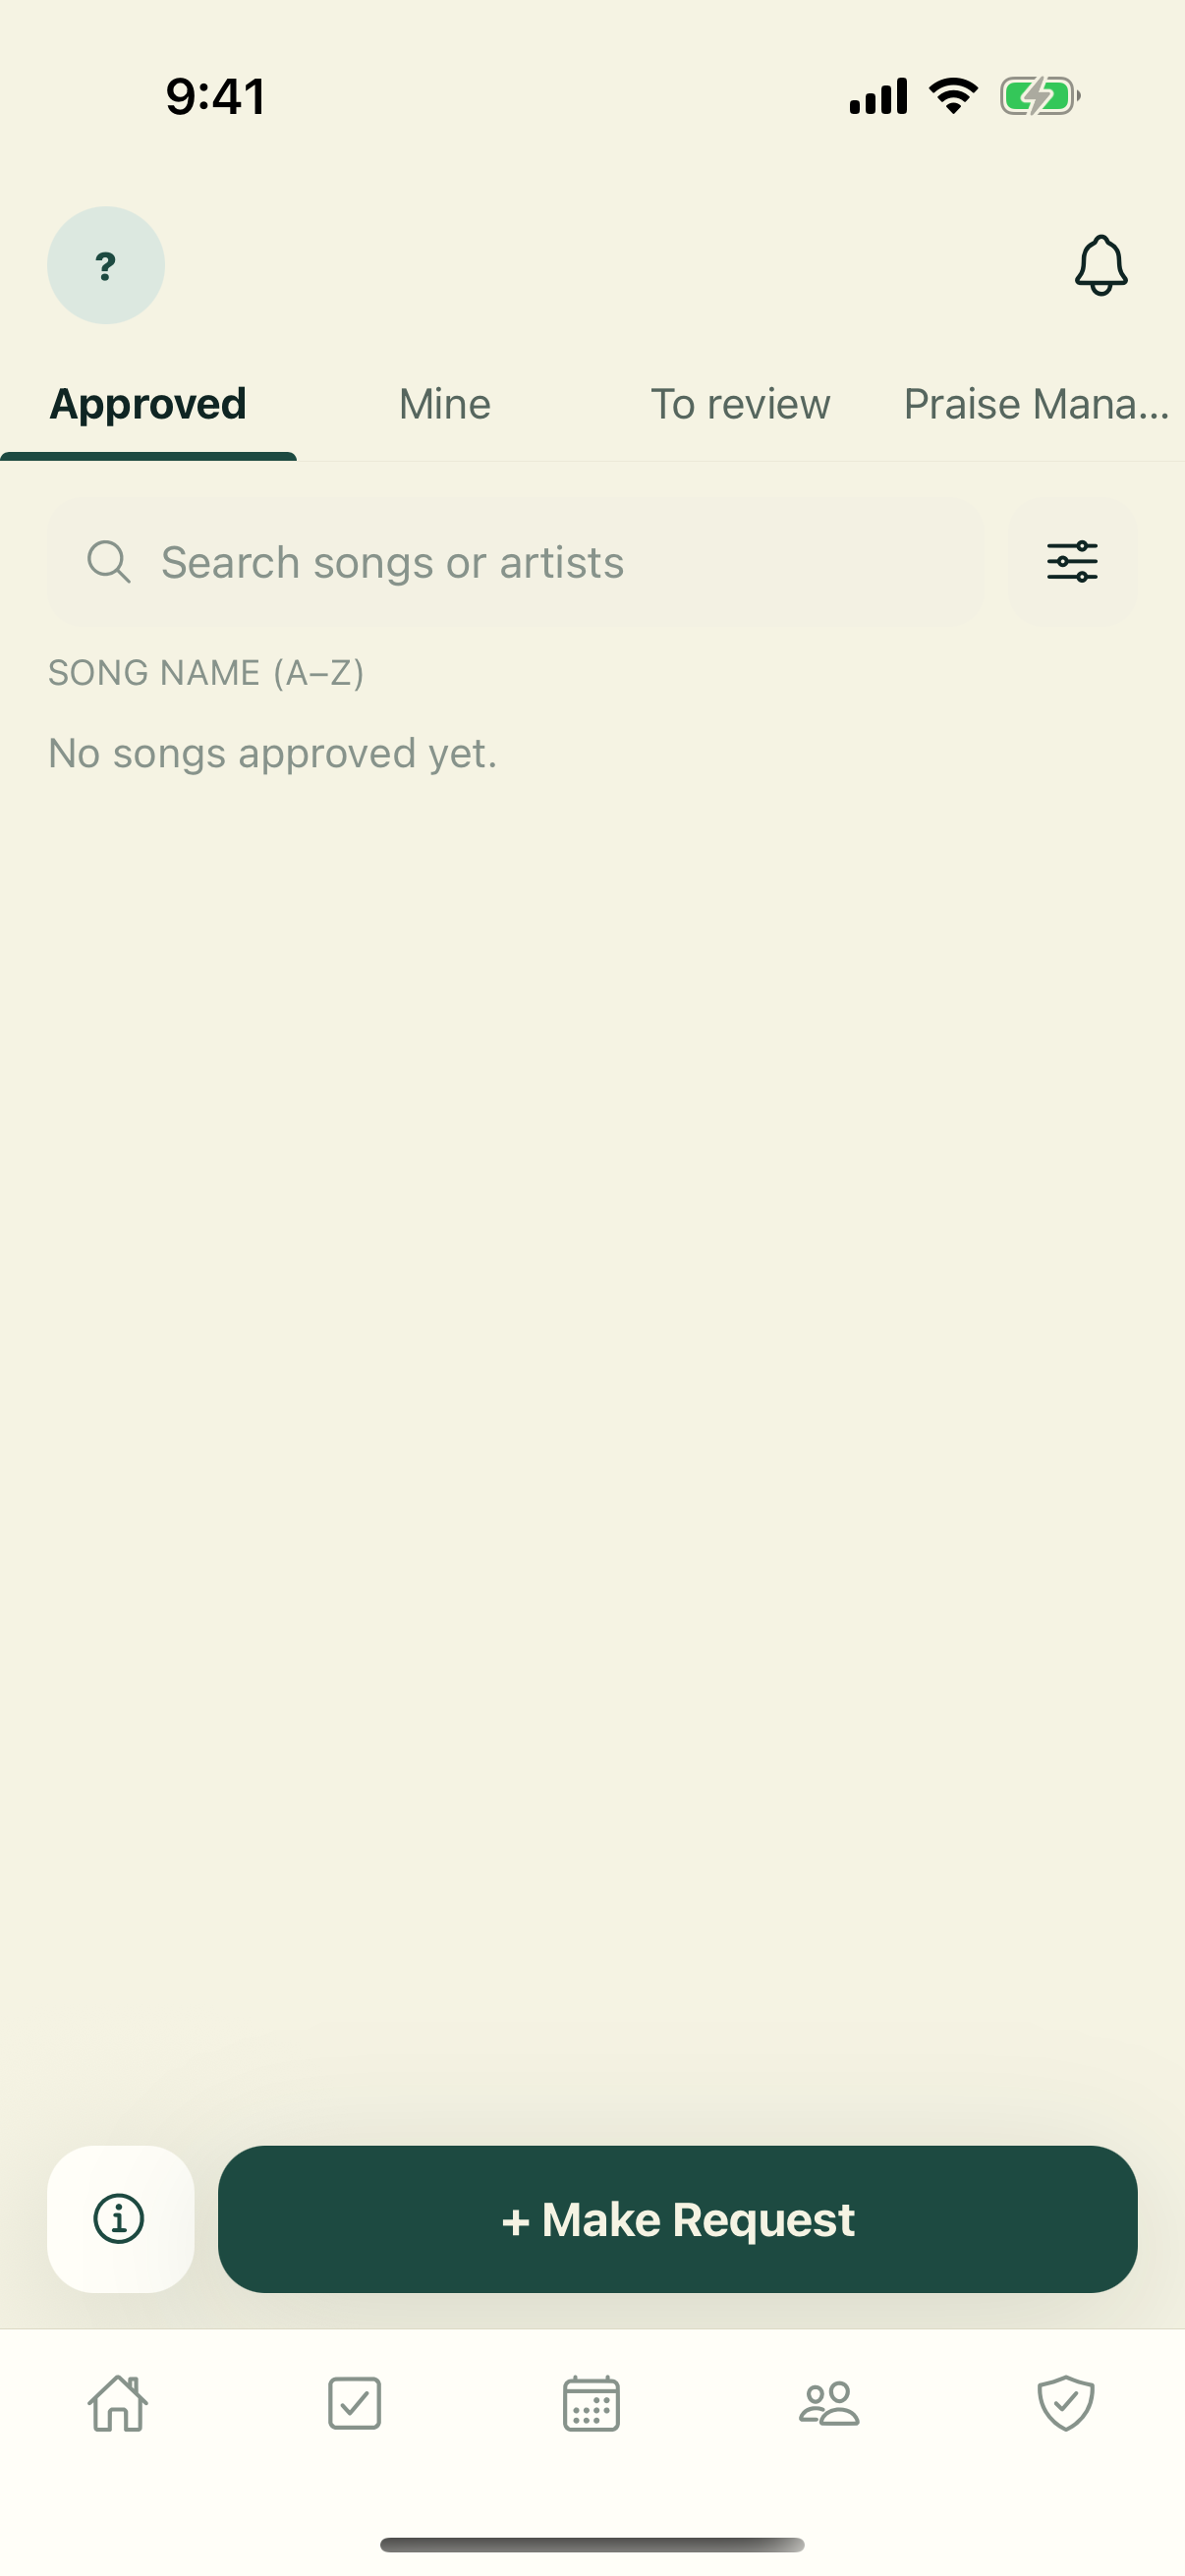 9:41
?
Approved Mine To review Praise Mana...
Search songs or artists
SONG NAME (A–Z)
No songs approved yet.
+ Make Request